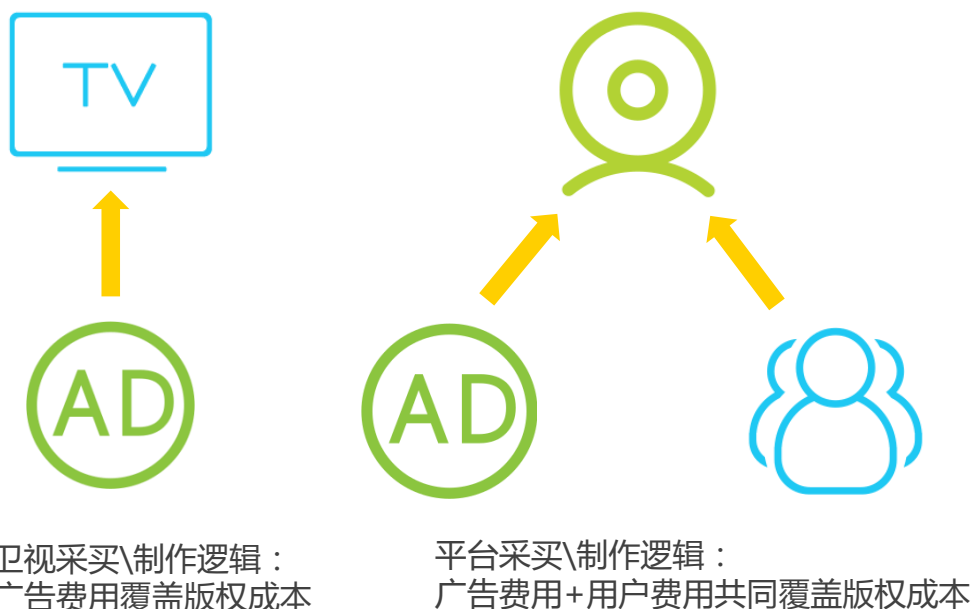 TV
AD
AD
卫视采买\制作逻辑：
广告费用覆盖版权成本
平台采买\制作逻辑：
广告费用+用户费用共同覆盖版权成本